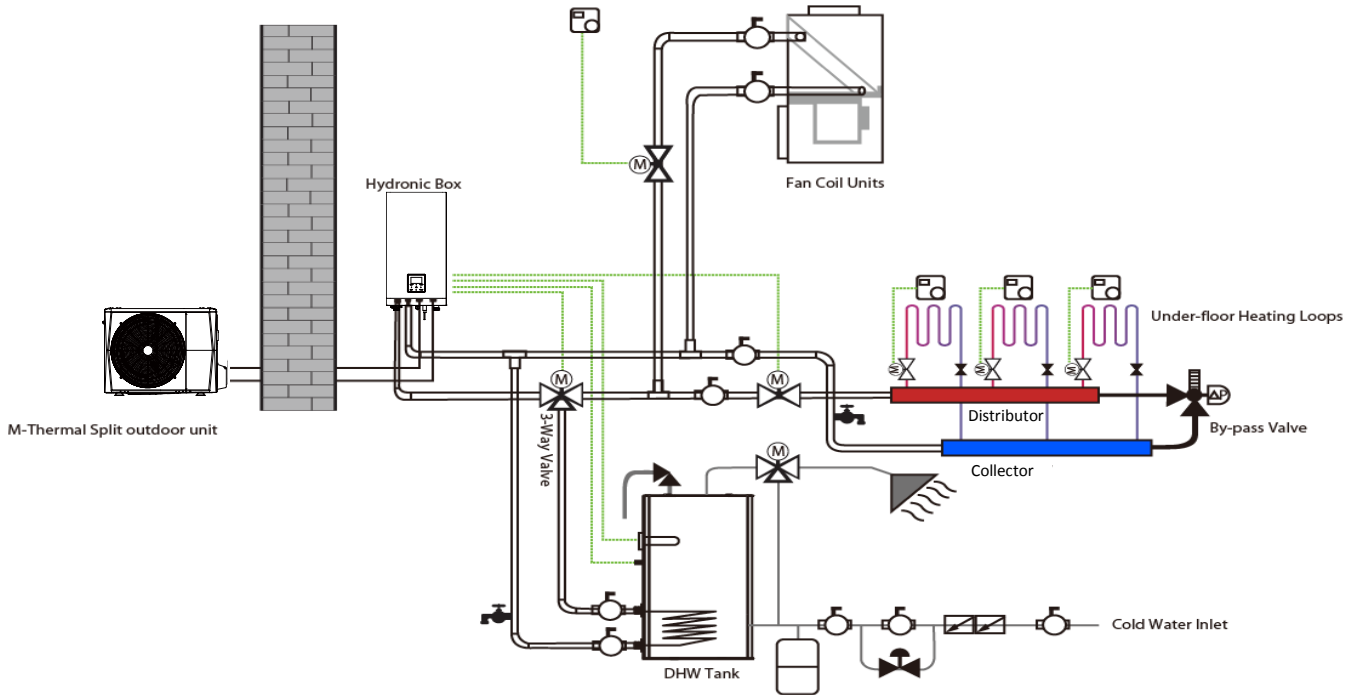 M
Fan Coil Units
Hydronic Box
M-Thermal Split outdoor unit
Under-floor Heating Loops
M
M
M
M
M
ΔP
Distributor
By-pass Valve
3-Way Valve
Collector
M
DHW Tank
Cold Water Inlet